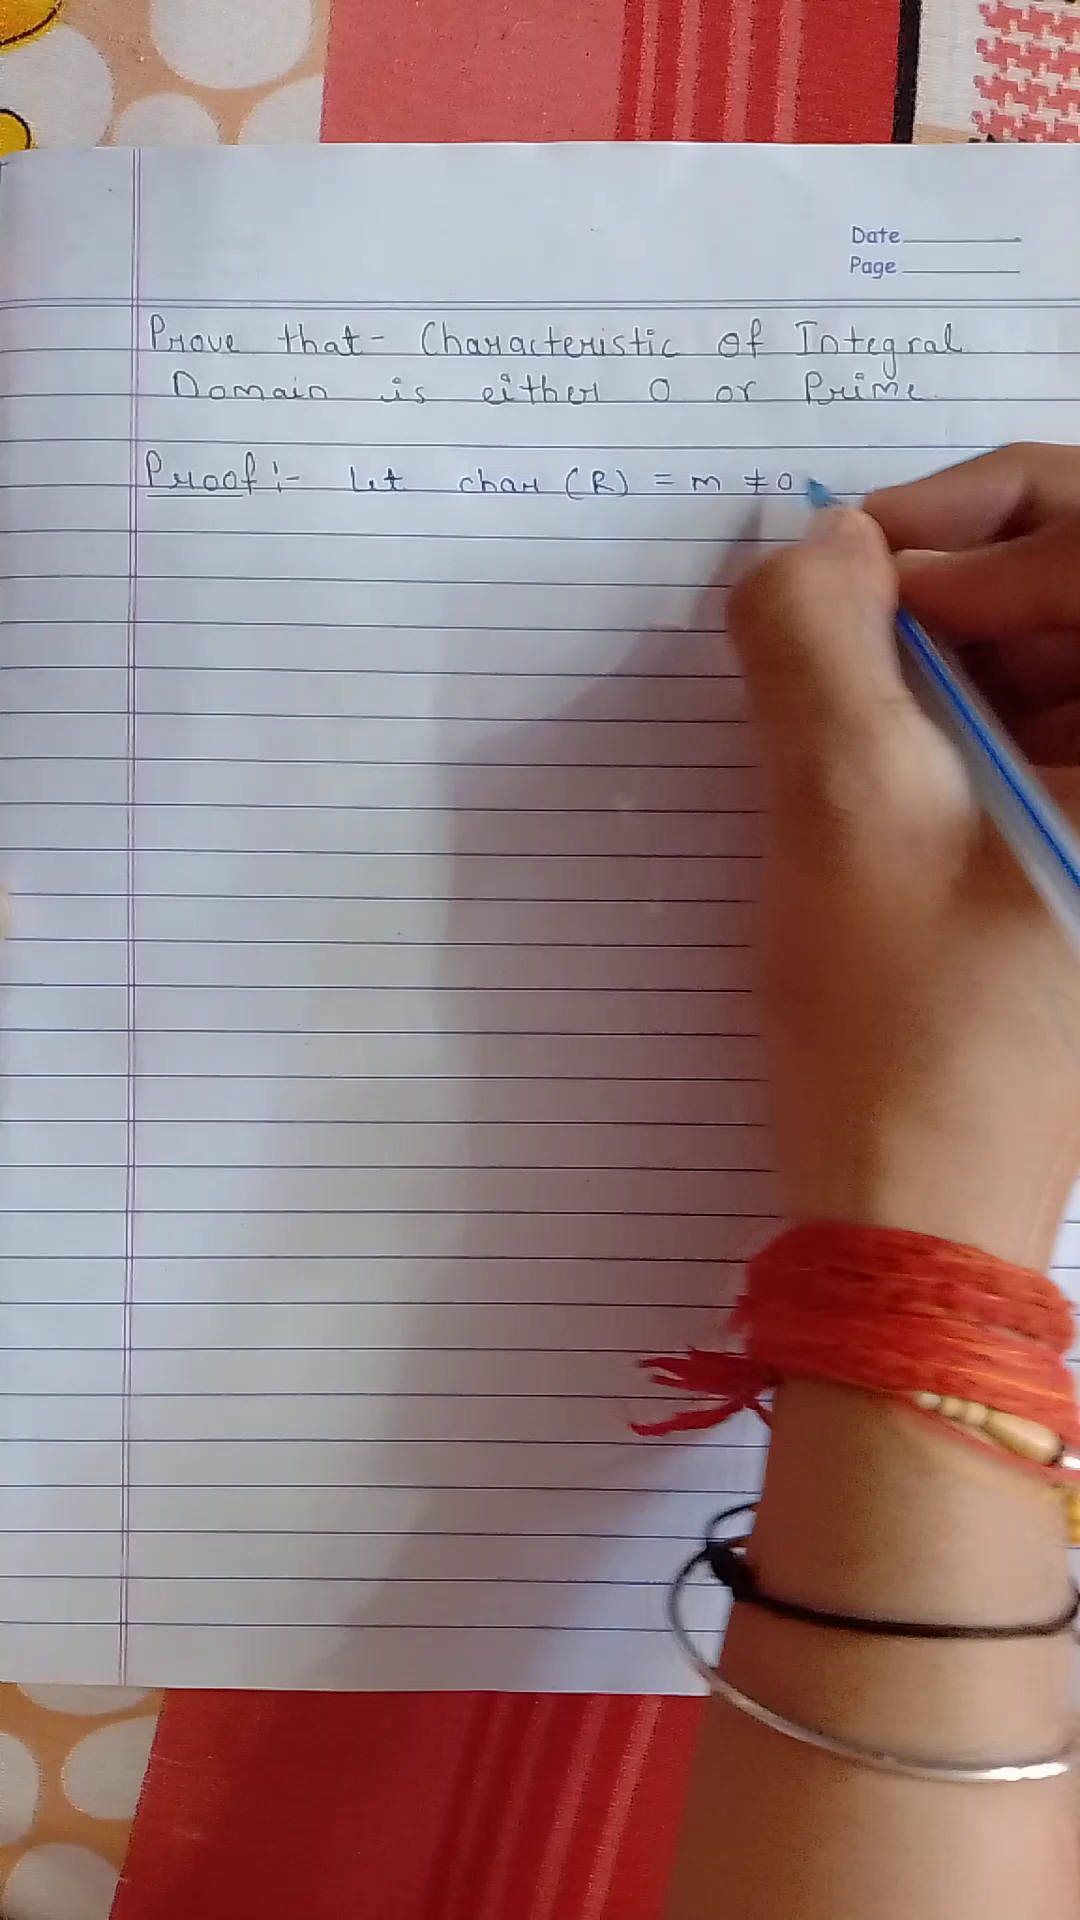 Date
Page
Prove that - Characteristic of Integral
Domain is either 0 or Prime.
Proof :- Let char (R) = m ≠ 0